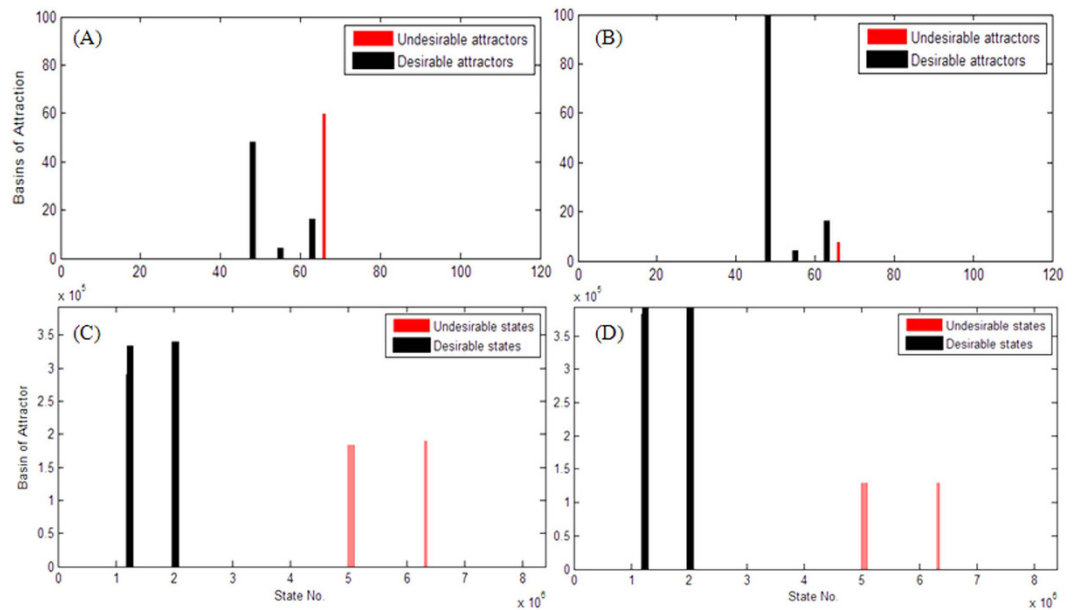 (A)
Undesirable attractors
Desirable attractors
Basins of Attraction
100
80
60
40
20
0
0 20 40 60 80 100 120
(B)
Undesirable attractors
Desirable attractors
100
80
60
40
20
0
0 20 40 60 80 100 120
x 10^5
(C)
Undesirable states
Desirable states
Basin of Attractor
3.5
3
2.5
2
1.5
1
0.5
0
0 1 2 3 4 5 6 7 8
State No.
x 10^6
x 10^5
(D)
Undesirable states
Desirable states
3.5
3
2.5
2
1.5
1
0.5
0
0 1 2 3 4 5 6 7 8
State No.
x 10^6